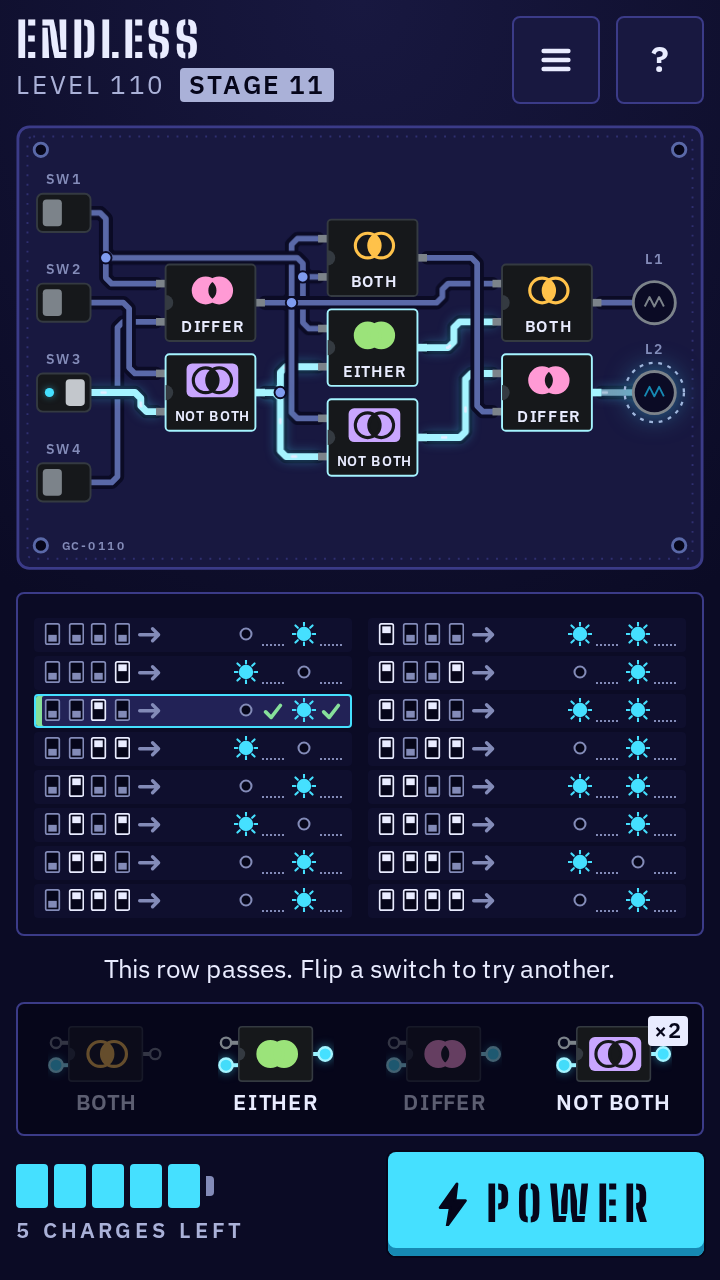 ENDLESS
LEVEL 110 STAGE 11
?
SW1
SW2
SW3
SW4
DIFFER
NOT BOTH
BOTH
EITHER
NOT BOTH
BOTH
DIFFER
L1
L2
GC-0110
This row passes. Flip a switch to try another.
BOTH
EITHER
DIFFER
×2
NOT BOTH
5 CHARGES LEFT
POWER